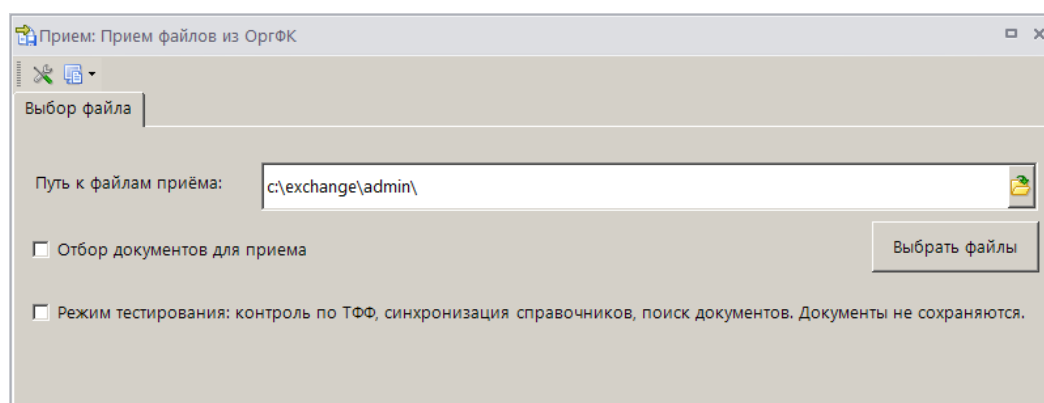 Прием: Прием файлов из ОргФК
Выбор файла
Путь к файлам приёма:
c:\exchange\admin\
Отбор документов для приема
Выбрать файлы
Режим тестирования: контроль по ТФФ, синхронизация справочников, поиск документов. Документы не сохраняются.